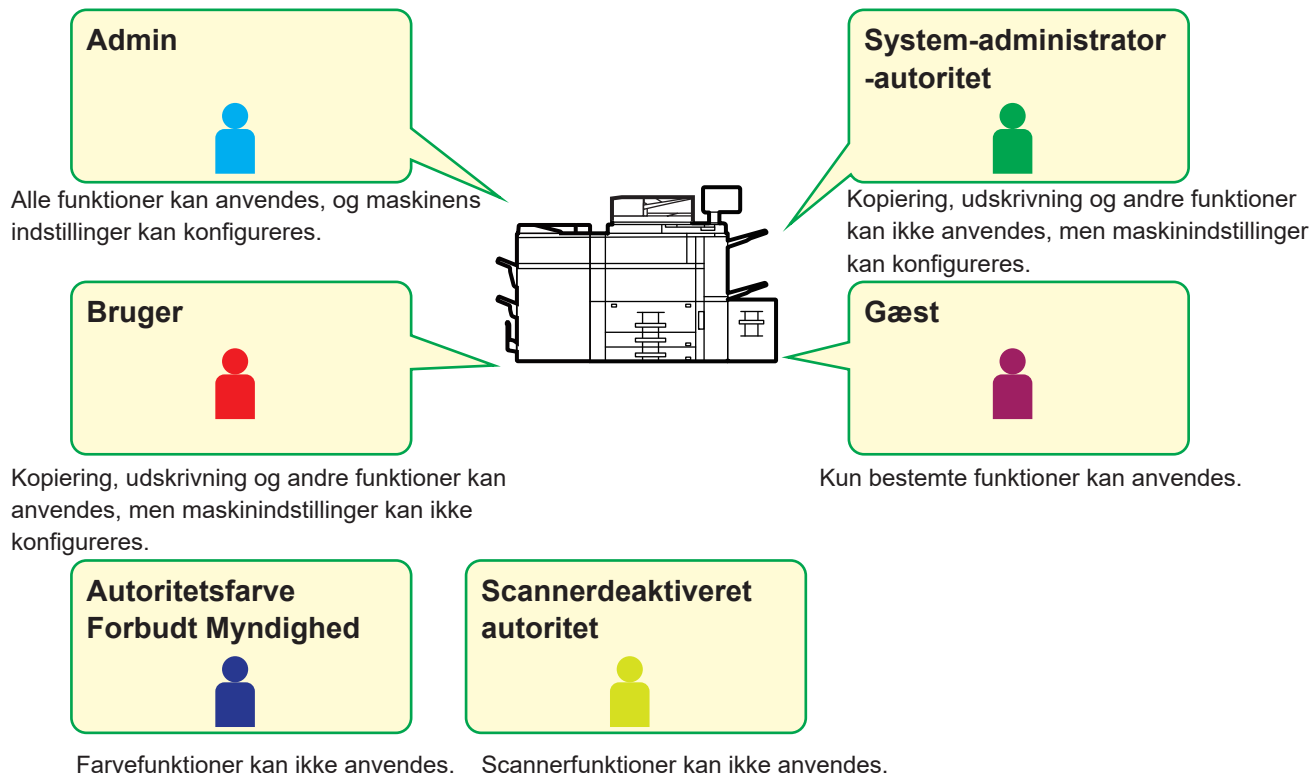 Admin
Alle funktioner kan anvendes, og maskinens
indstillinger kan konfigureres.
System-administrator
-autoritet
Kopiering, udskrivning og andre funktioner
kan ikke anvendes, men maskinindstillinger
kan konfigureres.
Bruger
Kopiering, udskrivning og andre funktioner kan
anvendes, men maskinindstillinger kan ikke
konfigureres.
Gæst
Kun bestemte funktioner kan anvendes.
Autoritetsfarve
Forbudt Myndighed
Farvefunktioner kan ikke anvendes.
Scannerdeaktiveret
autoritet
Scannerfunktioner kan ikke anvendes.